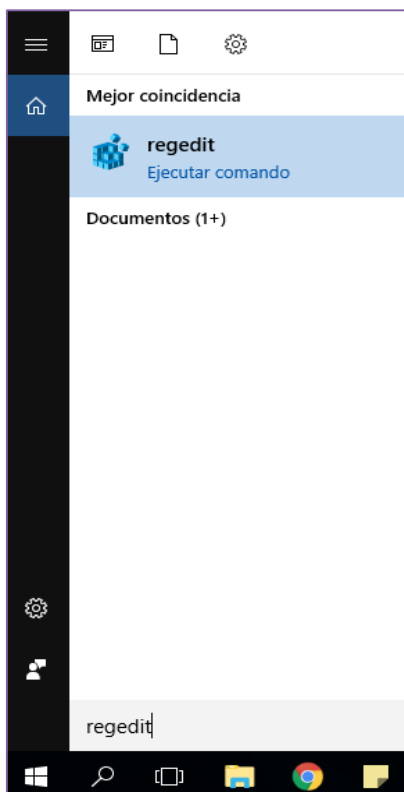 Mejor coincidencia
regedit
Ejecutar comando
Documentos (1+)
regedit